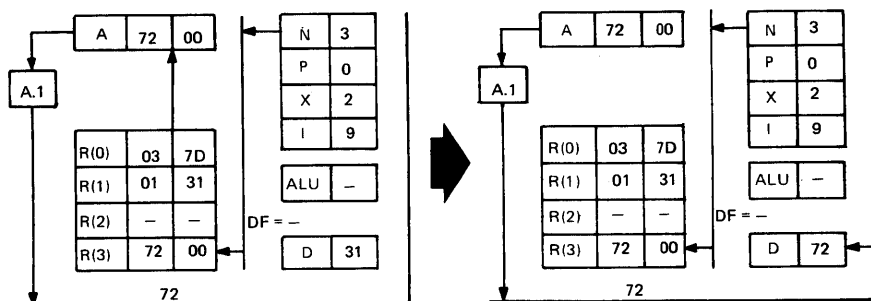 A 72 00
A.1
N 3
P 0
X 2
I 9
R(0) 03 7D
R(1) 01 31
R(2) – –
R(3) 72 00
ALU –
DF = –
D 31
72
A 72 00
A.1
N 3
P 0
X 2
I 9
R(0) 03 7D
R(1) 01 31
R(2) – –
R(3) 72 00
ALU –
DF = –
D 72
72